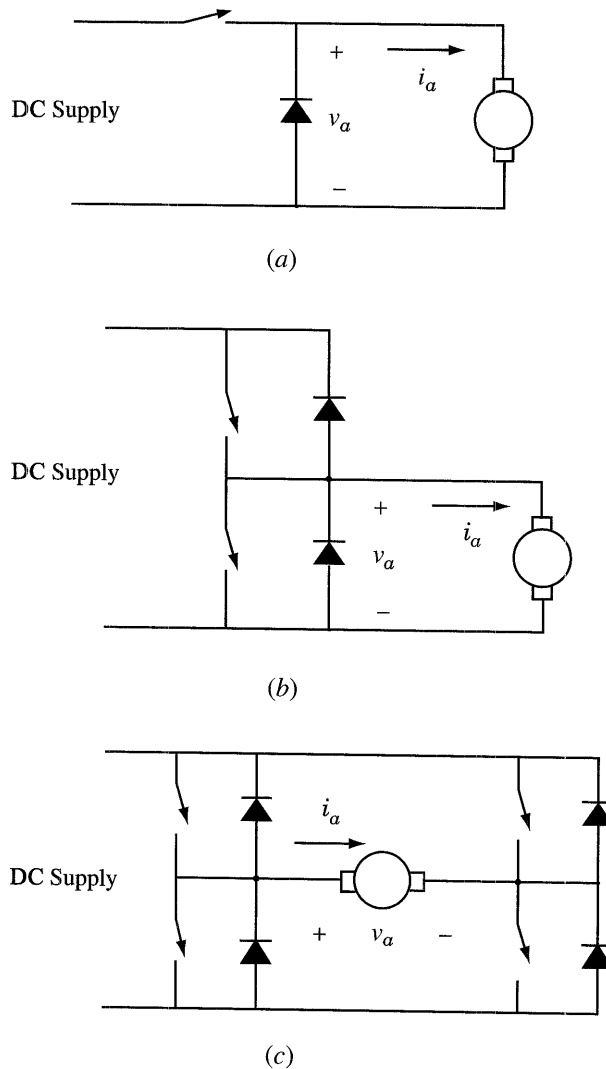 +
i_a
DC Supply
v_a
−
(a)
DC Supply
+
i_a
v_a
−
(b)
i_a
DC Supply
+ v_a −
(c)